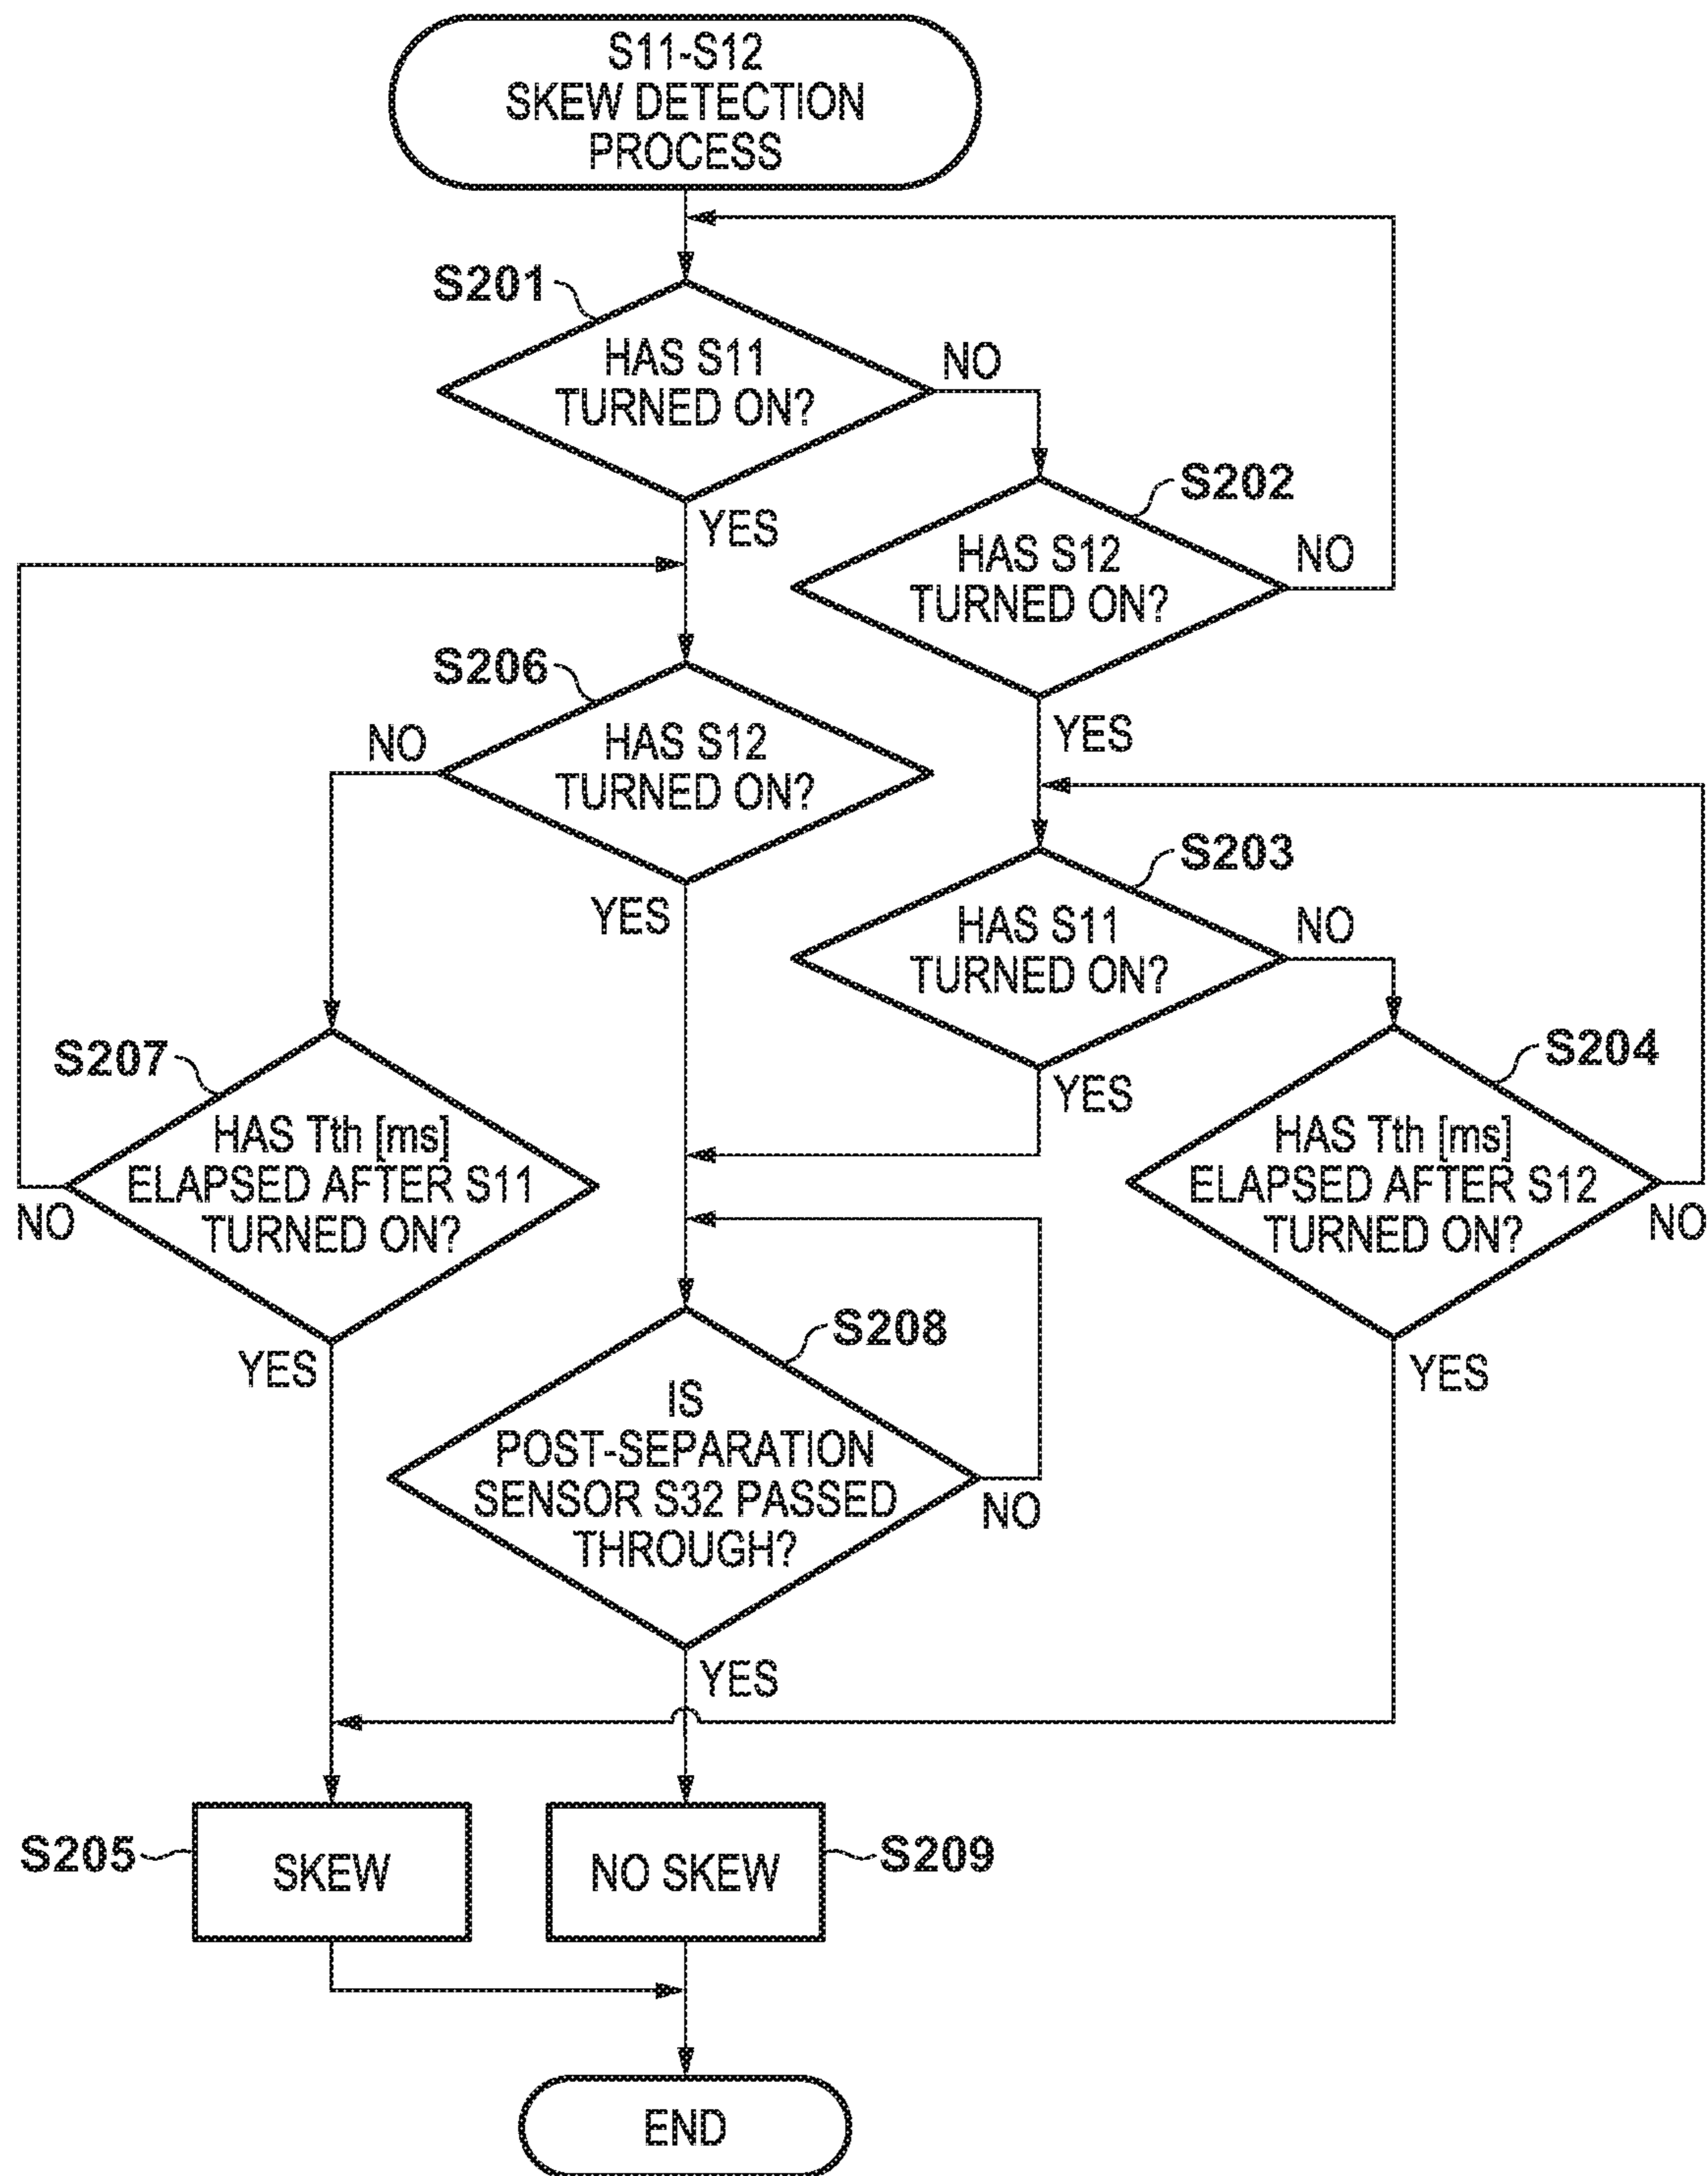 S11-S12
SKEW DETECTION
PROCESS
S201
HAS S11
TURNED ON?
NO
YES
S202
HAS S12
TURNED ON?
NO
YES
S206
HAS S12
TURNED ON?
NO
YES
S203
HAS S11
TURNED ON?
NO
YES
S207
HAS Tth [ms]
ELAPSED AFTER S11
TURNED ON?
NO
YES
S204
HAS Tth [ms]
ELAPSED AFTER S12
TURNED ON?
NO
YES
S208
IS
POST-SEPARATION
SENSOR S32 PASSED
THROUGH?
NO
YES
S205
SKEW
NO SKEW
S209
END